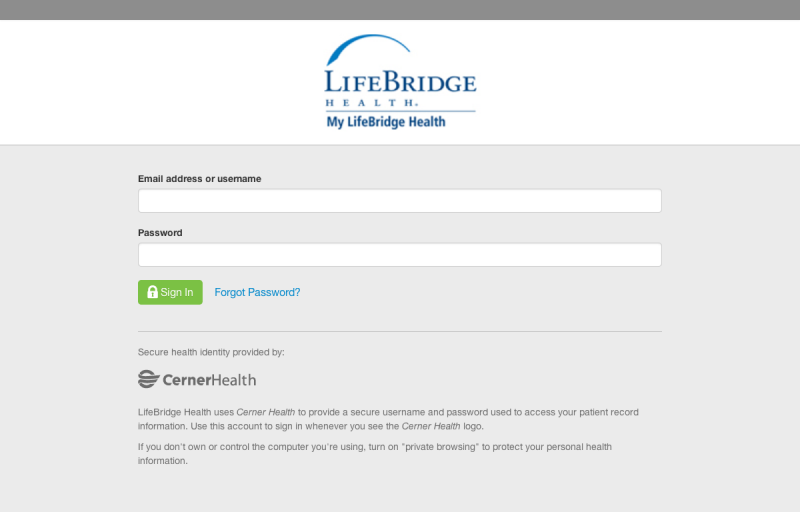 LIFEBRIDGE
HEALTH.
My LifeBridge Health
Email address or username
Password
Sign In Forgot Password?
Secure health identity provided by:
CernerHealth
LifeBridge Health uses Cerner Health to provide a secure username and password used to access your patient record
information. Use this account to sign in whenever you see the Cerner Health logo.
If you don't own or control the computer you're using, turn on "private browsing" to protect your personal health
information.